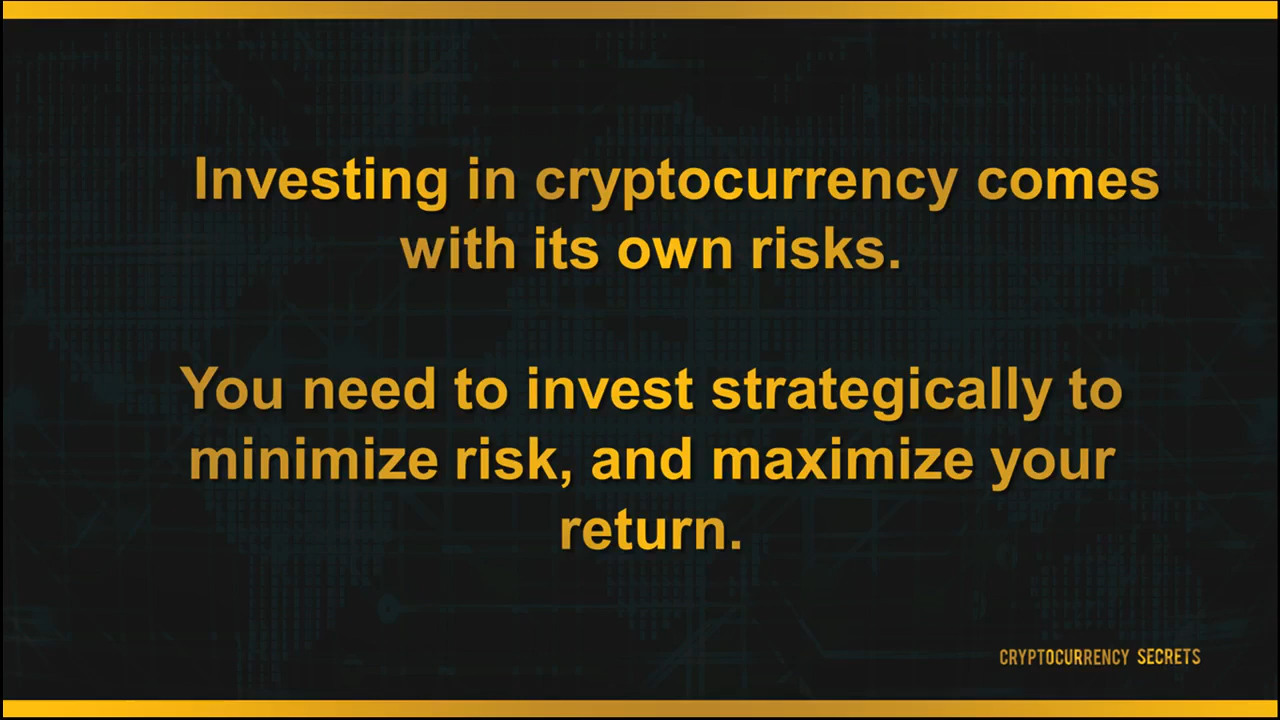 Investing in cryptocurrency comes
with its own risks.
You need to invest strategically to
minimize risk, and maximize your
return.
CRYPTOCURRENCY SECRETS